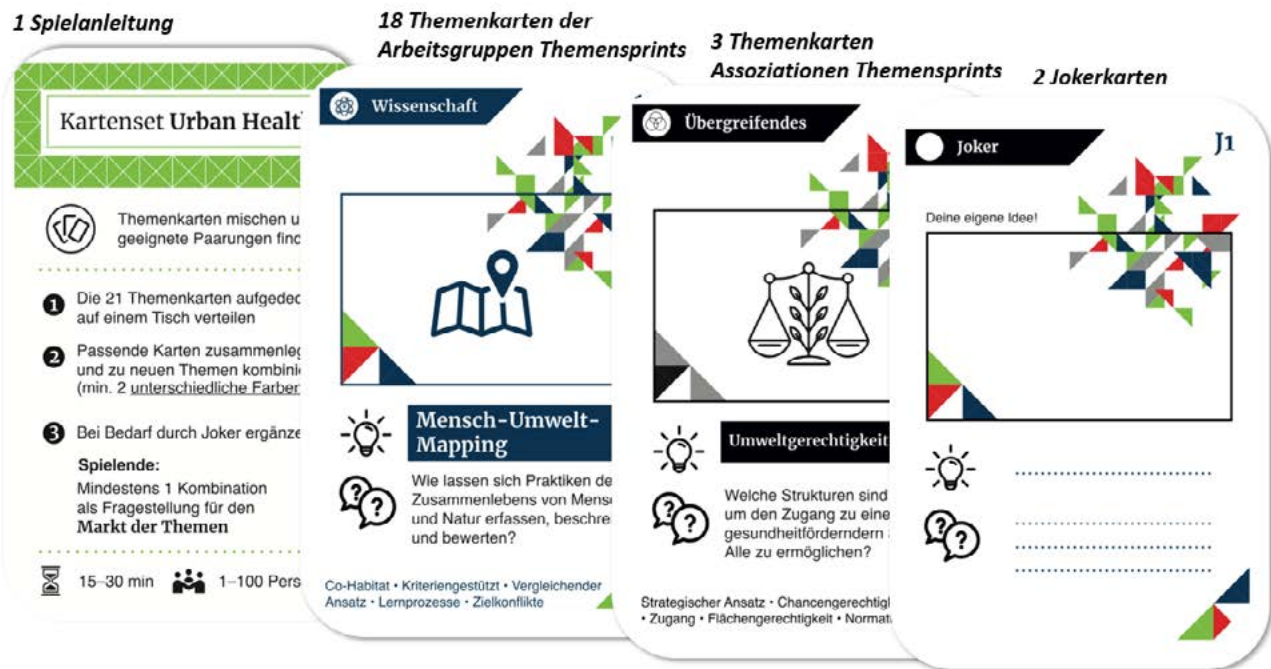 1 Spielanleitung
18 Themenkarten der
Arbeitsgruppen Themensprints
3 Themenkarten
Assoziationen Themensprints
2 Jokerkarten
Kartenset Urban Healt
Themenkarten mischen u
geeignete Paarungen find
1 Die 21 Themenkarten aufgedec
auf einem Tisch verteilen
2 Passende Karten zusammenleg
und zu neuen Themen kombini
(min. 2 unterschiedliche Farben
3 Bei Bedarf durch Joker ergänze
Spielende:
Mindestens 1 Kombination
als Fragestellung für den
Markt der Themen
15–30 min 1–100 Pers
Wissenschaft
Mensch-Umwelt-
Mapping
Wie lassen sich Praktiken de
Zusammenlebens von Mens
und Natur erfassen, beschre
und bewerten?
Co-Habitat • Kriteriengestützt • Vergleichender
Ansatz • Lernprozesse • Zielkonflikte
Übergreifendes
Umweltgerechtigkeit
Welche Strukturen sind
um den Zugang zu eine
gesundheitförderndern
Alle zu ermöglichen?
Strategischer Ansatz • Chancengerechtigk
• Zugang • Flächengerechtigkeit • Normat
Joker
J1
Deine eigene Idee!